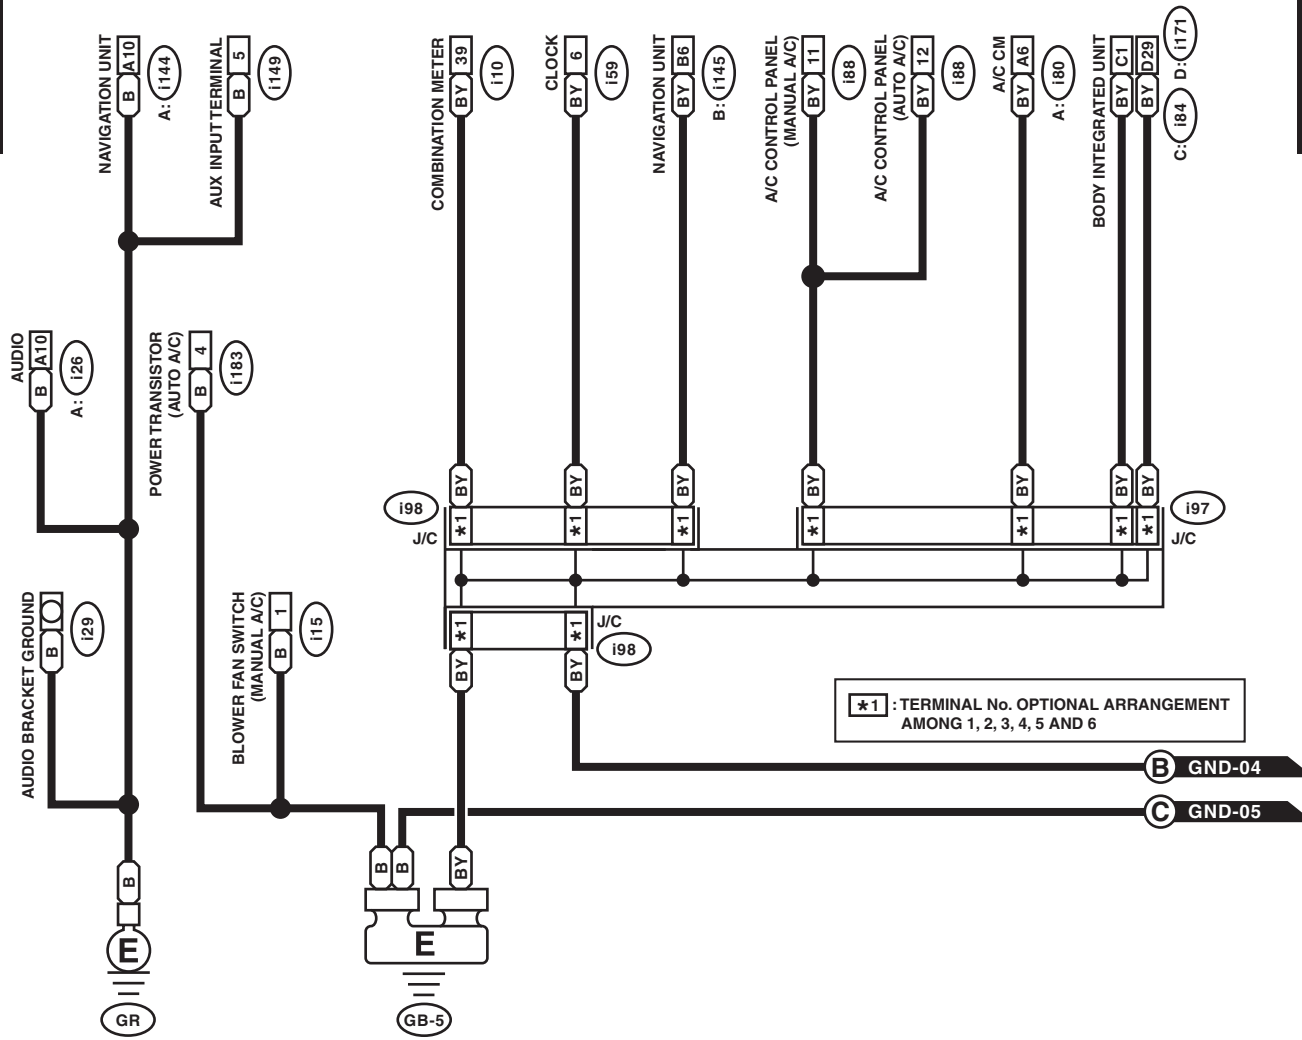 NAVIGATION UNIT
A10
B
A: i144
AUX INPUT TERMINAL
5
B
i149
COMBINATION METER
39
BY
i10
CLOCK
6
BY
i59
NAVIGATION UNIT
B6
BY
B: i145
A/C CONTROL PANEL
(MANUAL A/C)
11
BY
i88
A/C CONTROL PANEL
(AUTO A/C)
12
BY
i88
A/C CM
A6
BY
A: i80
BODY INTEGRATED UNIT
C1
BY
D29
BY
C: i84
D: i171
AUDIO
A10
B
A: i26
POWER TRANSISTOR
(AUTO A/C)
4
B
i183
BY
BY
BY
BY
BY
BY
BY
i98
J/C
*1
*1
*1
*1
*1
*1
*1
i97
J/C
AUDIO BRACKET GROUND
B
i29
BLOWER FAN SWITCH
(MANUAL A/C)
1
B
i15
*1
*1
J/C
i98
BY
BY
*1 : TERMINAL No. OPTIONAL ARRANGEMENT
AMONG 1, 2, 3, 4, 5 AND 6
B GND-04
C GND-05
B
B
B
BY
E
E
GR
GB-5